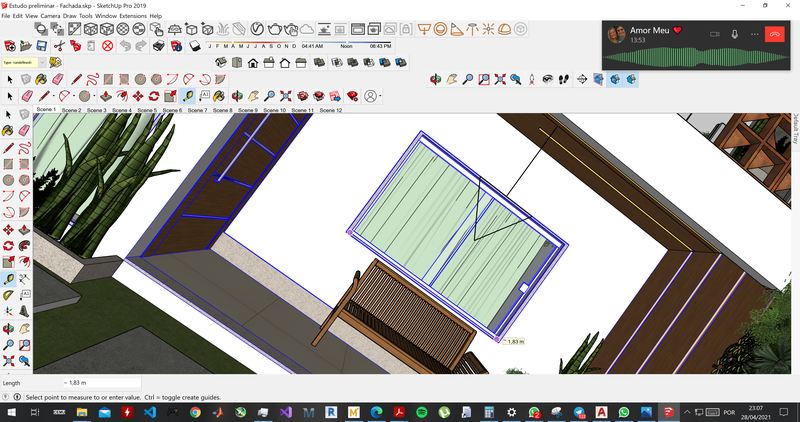 Estudo preliminar - Fachada.skp - SketchUp Pro 2019
File Edit View Camera Draw Tools Window Extensions Help
Amor Meu
13:53
J F M A M J J A S O N D 04:41 AM Noon 06:43 PM
Type: <undefined>
Scene 1 Scene 2 Scene 3 Scene 4 Scene 5 Scene 6 Scene 7 Scene 8 Scene 9 Scene 10 Scene 11 Scene 12
Default Tray
~ 1,83 m
Length ~ 1,83 m
Select point to measure to or enter value. Ctrl = toggle create guides.
POR
23:07
28/04/2021